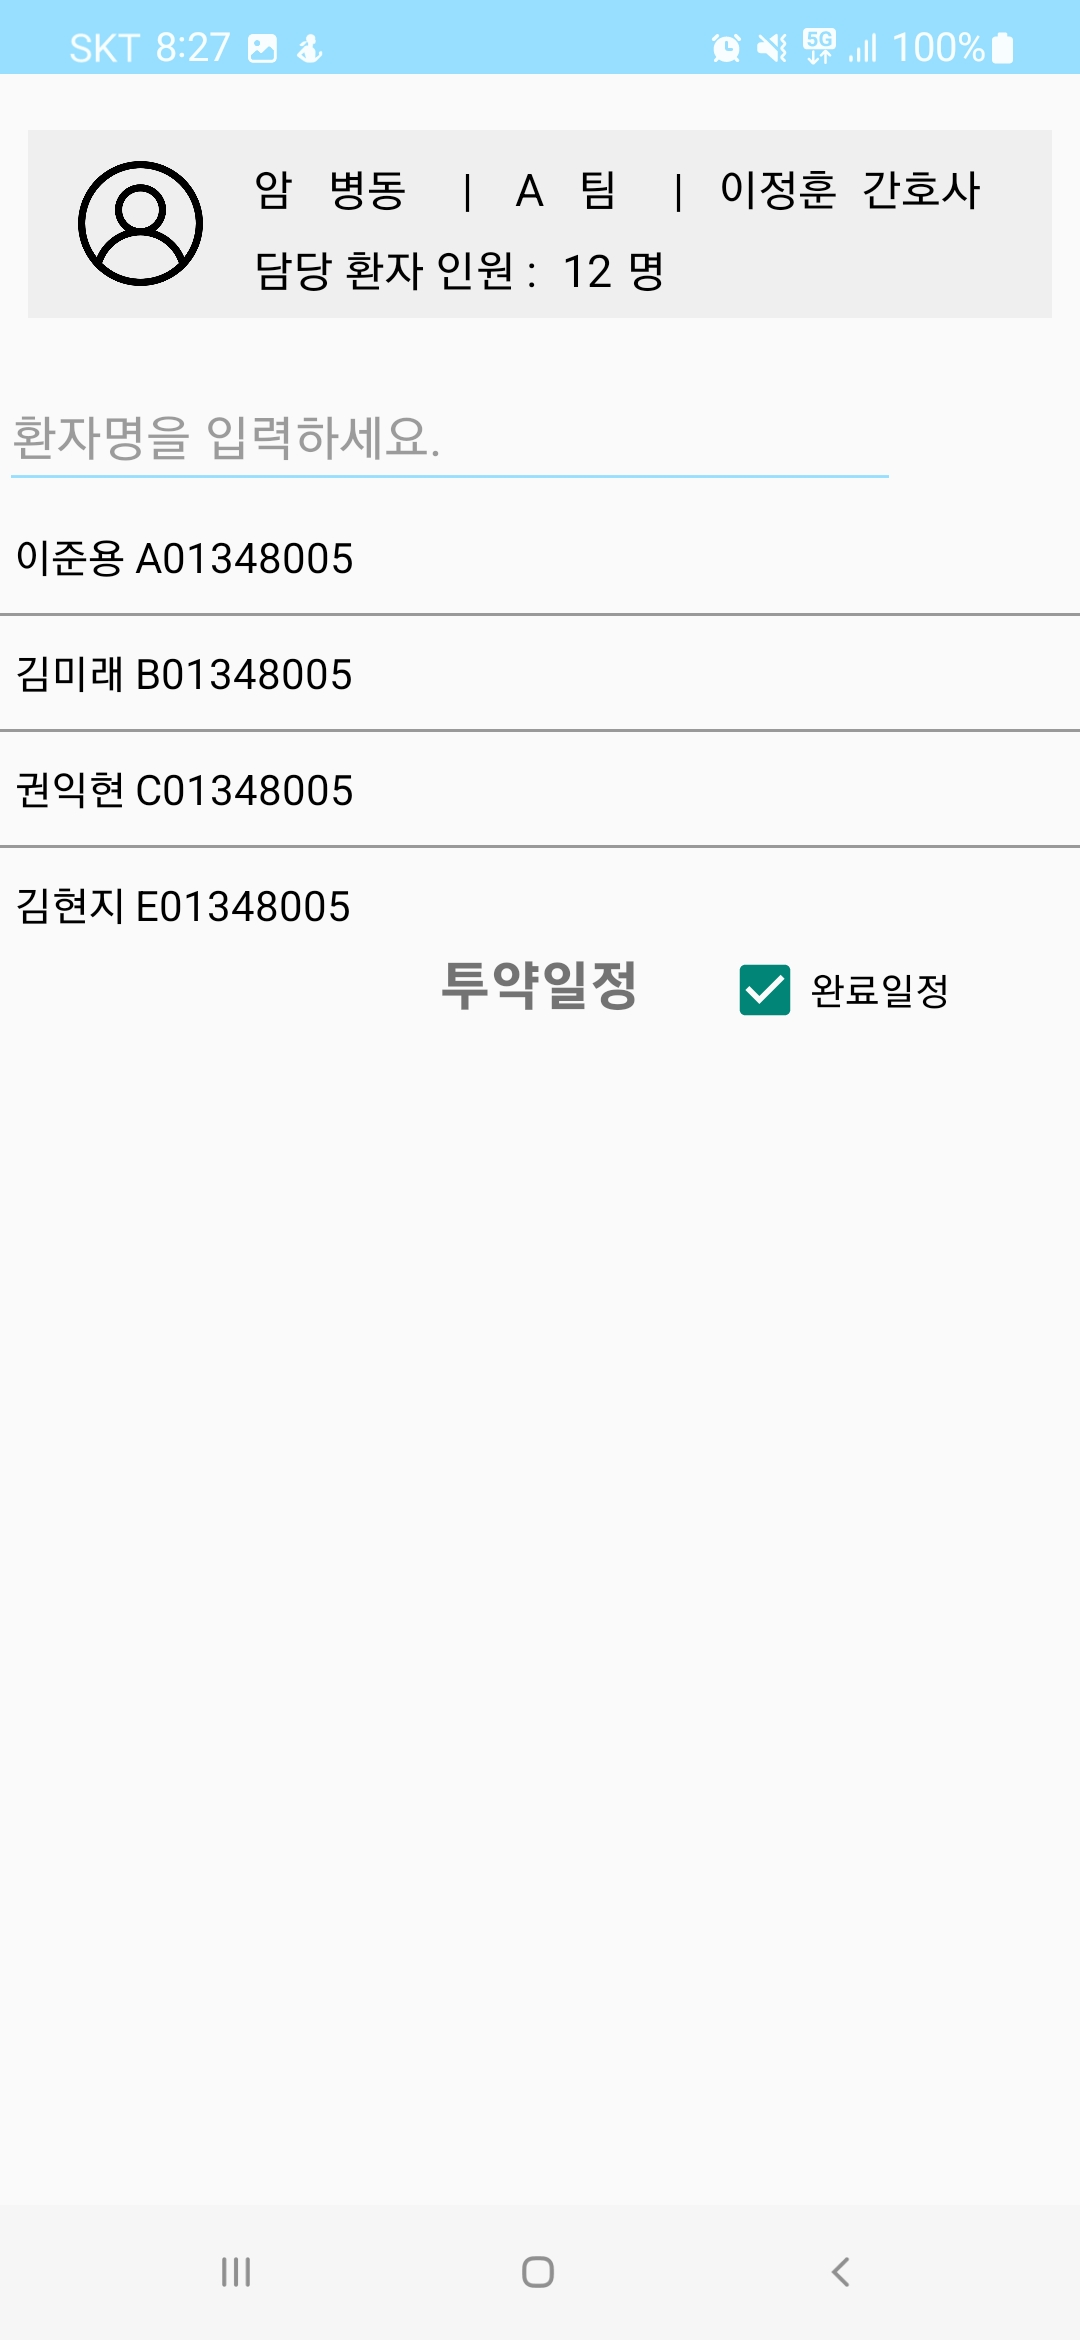 SKT 8:27 5G 100%
암 병동 | A 팀 | 이정훈 간호사
담당 환자 인원 : 12 명
환자명을 입력하세요.
이준용 A01348005
김미래 B01348005
권익현 C01348005
김현지 E01348005
투약일정 완료일정